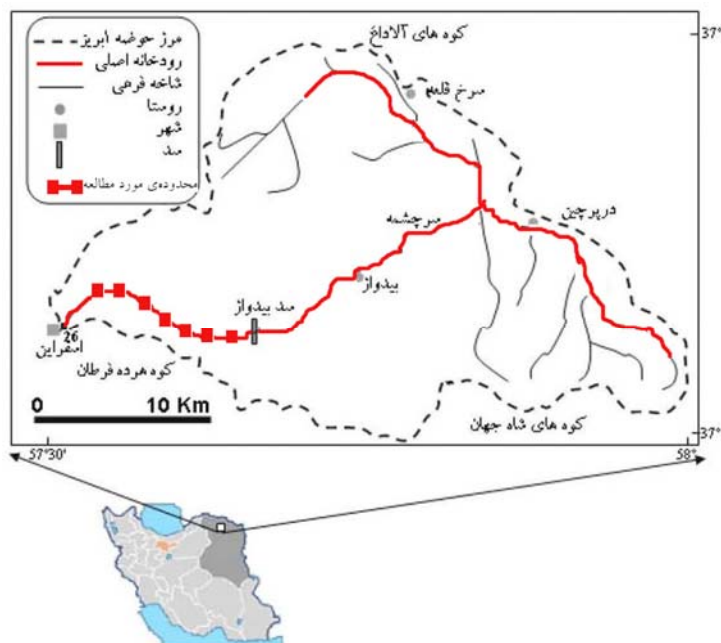 مرز حوضه آبریز
رودخانه اصلی
شاخه فرعی
روستا
شهر
سد
محدوده‌ی مورد مطالعه
کوه های آلاداغ
سرخ قلعه
درپرچین
سرچشمه
بیدواز
سد بیدواز
26
اسفراین
کوه هرده قرطان
کوه های شاه جهان
0 10 Km
37°
37°
57°30'
58°